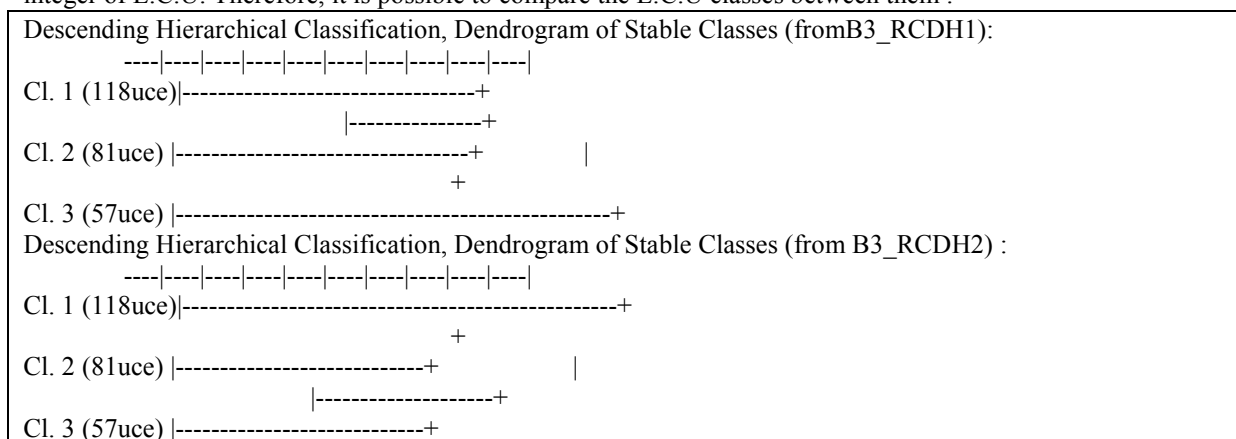 integer of E.C.U. Therefore, it is possible to compare the E.C.U classes between them :
Descending Hierarchical Classification, Dendrogram of Stable Classes (fromB3_RCDH1):
----|----|----|----|----|----|----|----|----|----|
Cl. 1 (118uce)|---------------------------------+
|---------------+
Cl. 2 (81uce) |---------------------------------+ |
+
Cl. 3 (57uce) |-------------------------------------------------+
Descending Hierarchical Classification, Dendrogram of Stable Classes (from B3_RCDH2) :
----|----|----|----|----|----|----|----|----|----|
Cl. 1 (118uce)|-------------------------------------------------+
+
Cl. 2 (81uce) |----------------------------+ |
|--------------------+
Cl. 3 (57uce) |----------------------------+